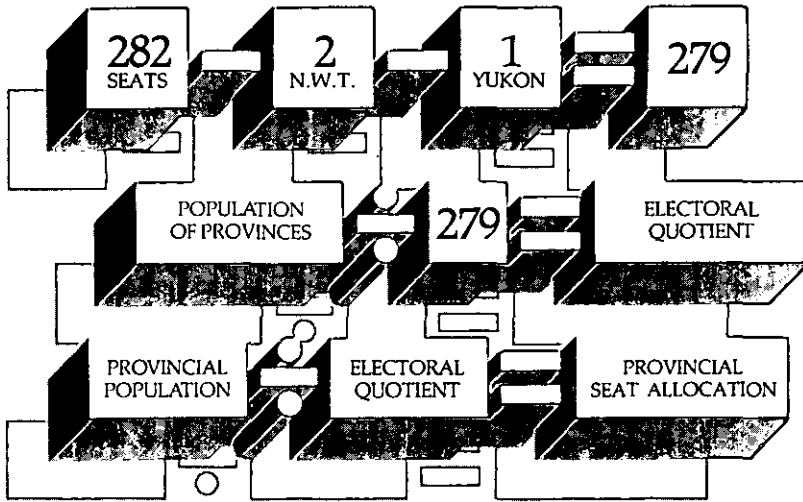 282 SEATS - 2 N.W.T. - 1 YUKON = 279
POPULATION OF PROVINCES ÷ 279 = ELECTORAL QUOTIENT
PROVINCIAL POPULATION ÷ ELECTORAL QUOTIENT = PROVINCIAL SEAT ALLOCATION